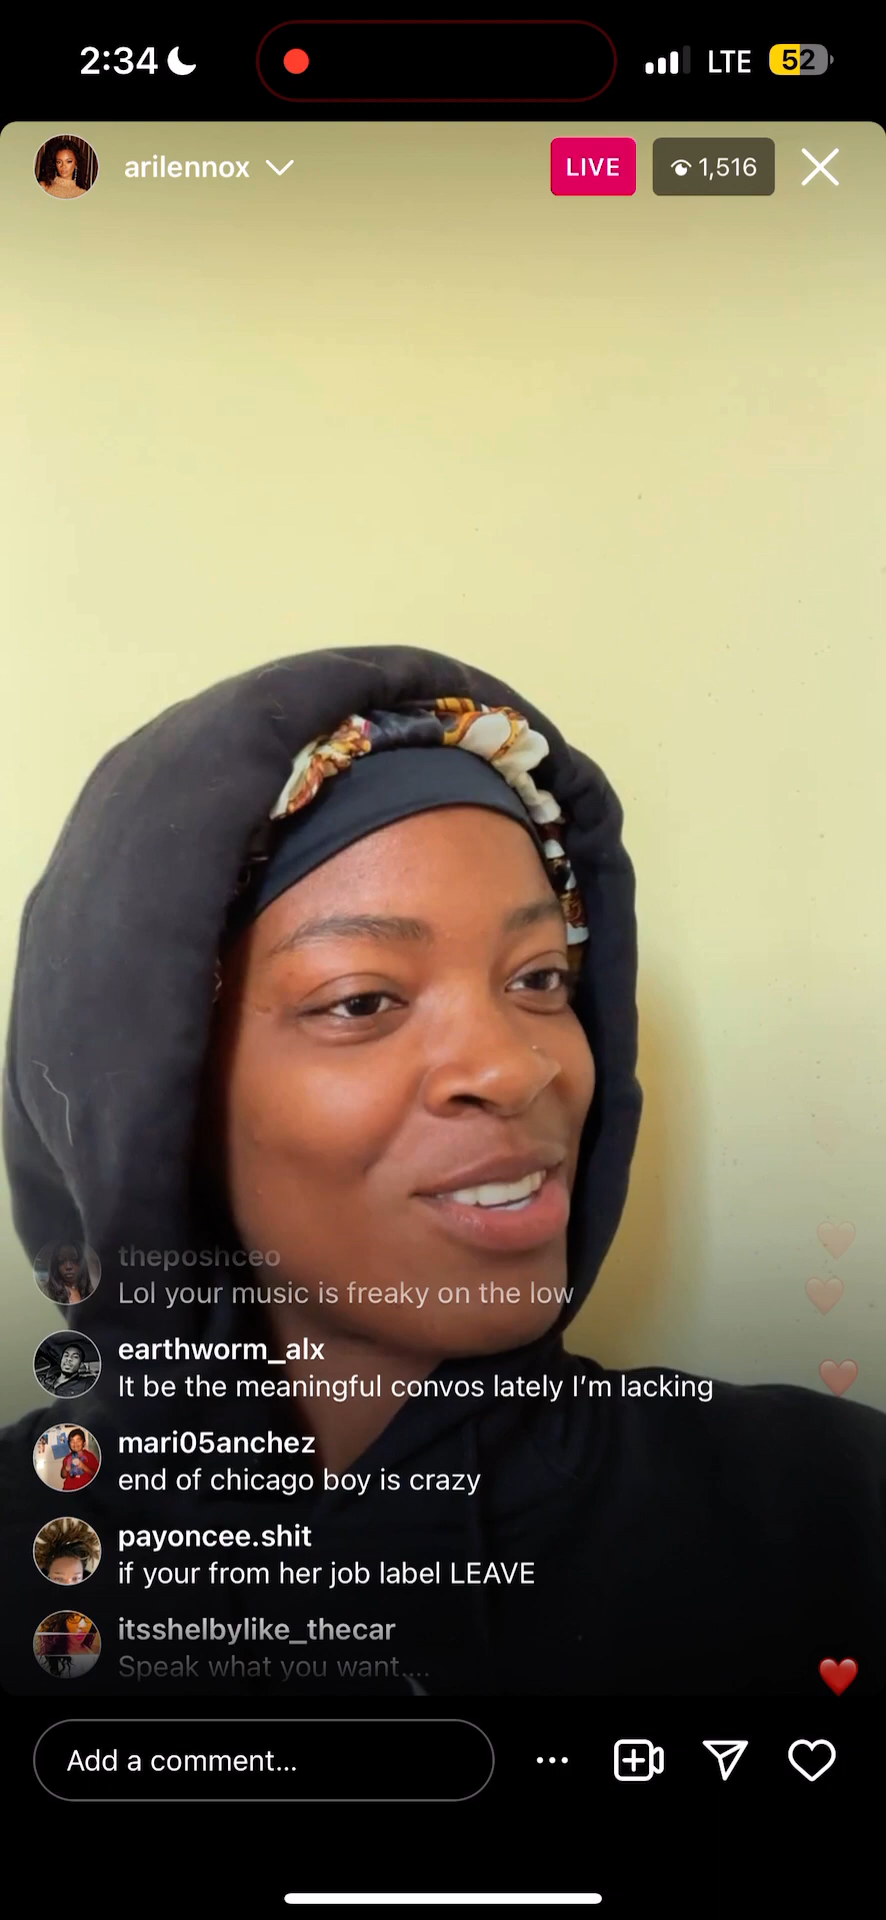 2:34
LTE
52
arilennox
LIVE
1,516
theposhceo
Lol your music is freaky on the low
earthworm_alx
It be the meaningful convos lately I’m lacking
mari05anchez
end of chicago boy is crazy
payoncee.shit
if your from her job label LEAVE
itsshelbylike_thecar
Speak what you want....
Add a comment...